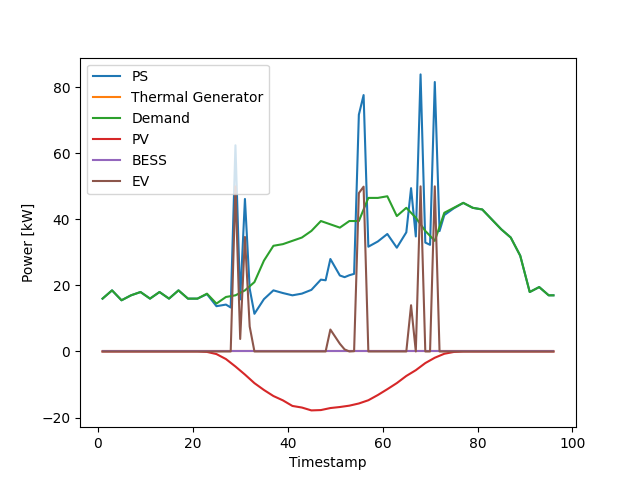 PS
Thermal Generator
Demand
PV
BESS
EV
Power [kW]
80
60
40
20
0
−20
0 20 40 60 80 100
Timestamp